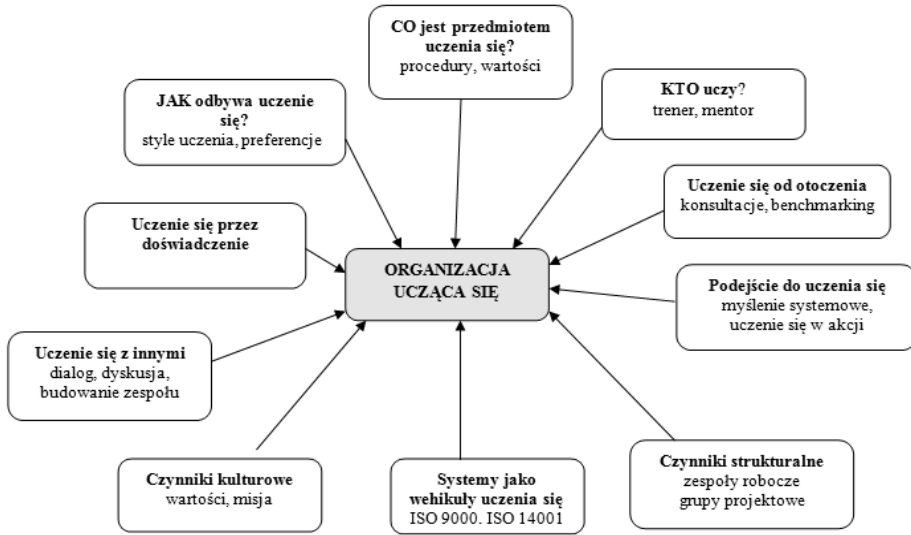 CO jest przedmiotem
uczenia się?
procedury, wartości
JAK odbywa uczenie
się?
style uczenia, preferencje
KTO uczy?
trener, mentor
Uczenie się od otoczenia
konsultacje, benchmarking
Uczenie się przez
doświadczenie
ORGANIZACJA
UCZĄCA SIĘ
Podejście do uczenia się
myślenie systemowe,
uczenie się w akcji
Uczenie się z innymi
dialog, dyskusja,
budowanie zespołu
Czynniki kulturowe
wartości, misja
Systemy jako
wehikuły uczenia się
ISO 9000. ISO 14001
Czynniki strukturalne
zespoły robocze
grupy projektowe